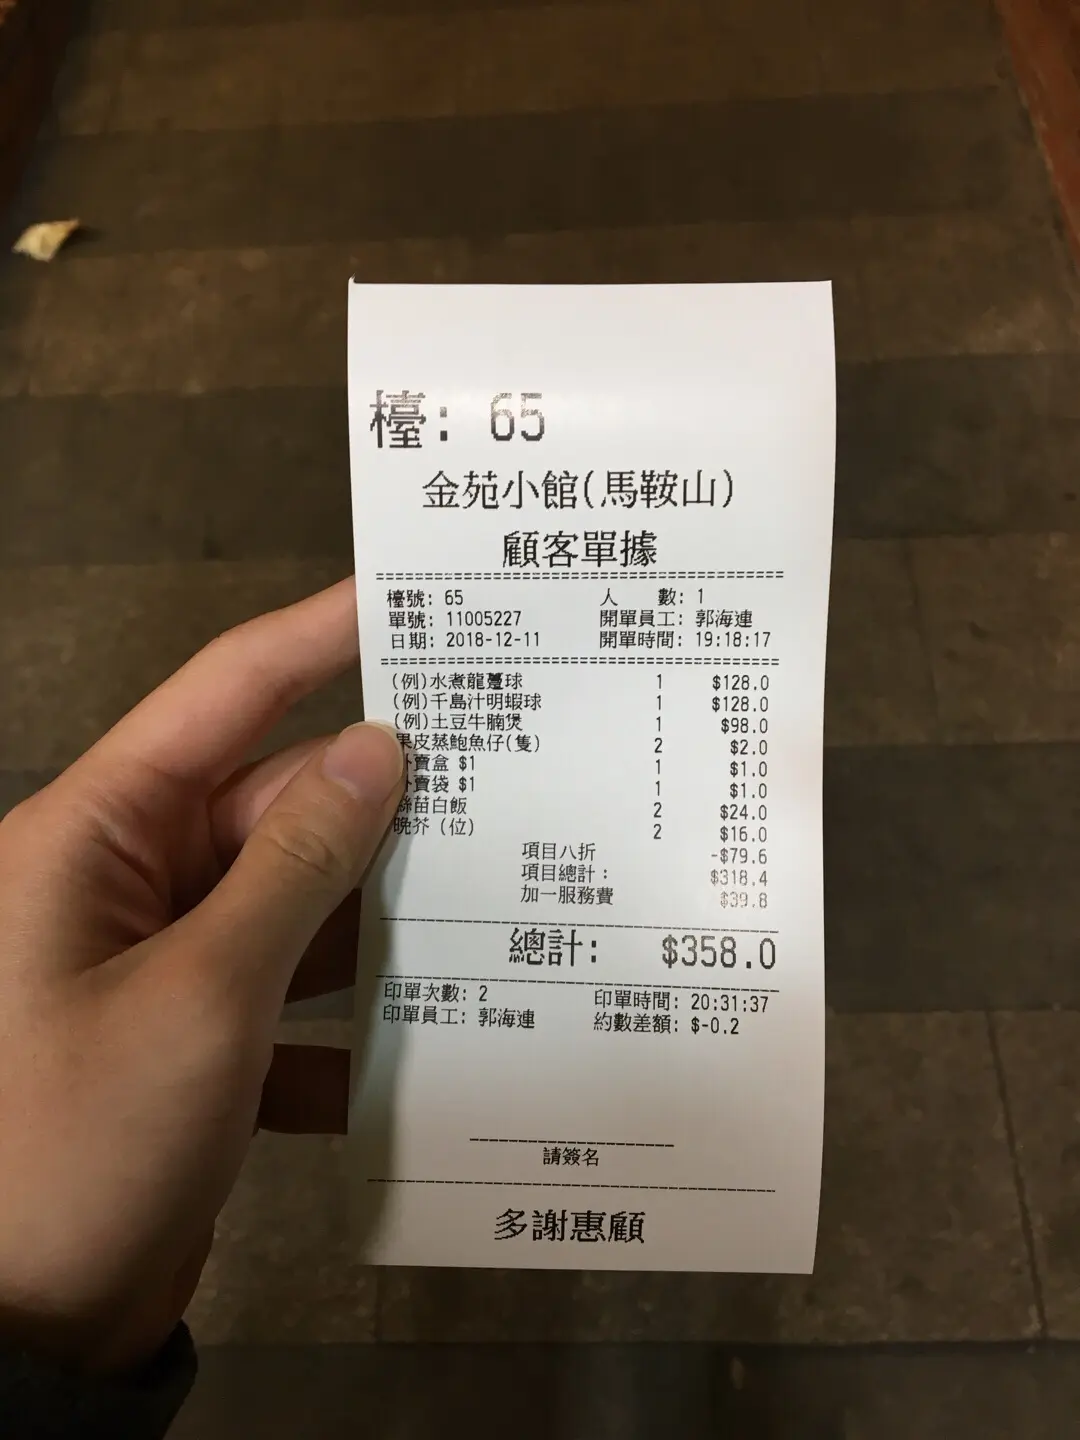 檯: 65
金苑小館(馬鞍山)
顧客單據
檯號: 65 人 數: 1
單號: 11005227 開單員工: 郭海連
日期: 2018-12-11 開單時間: 19:18:17
(例)水煮龍躉球 1 $128.0
(例)千島汁明蝦球 1 $128.0
(例)土豆牛腩煲 1 $98.0
果皮蒸鮑魚仔(隻) 2 $2.0
賣盒 $1 1 $1.0
賣袋 $1 1 $1.0
絲苗白飯 2 $24.0
晚芥 (位) 2 $16.0
項目八折 -$79.6
項目總計: $318.4
加一服務費 $39.8
總計: $358.0
印單次數: 2 印單時間: 20:31:37
印單員工: 郭海連 約數差額: $-0.2
請簽名
多謝惠顧